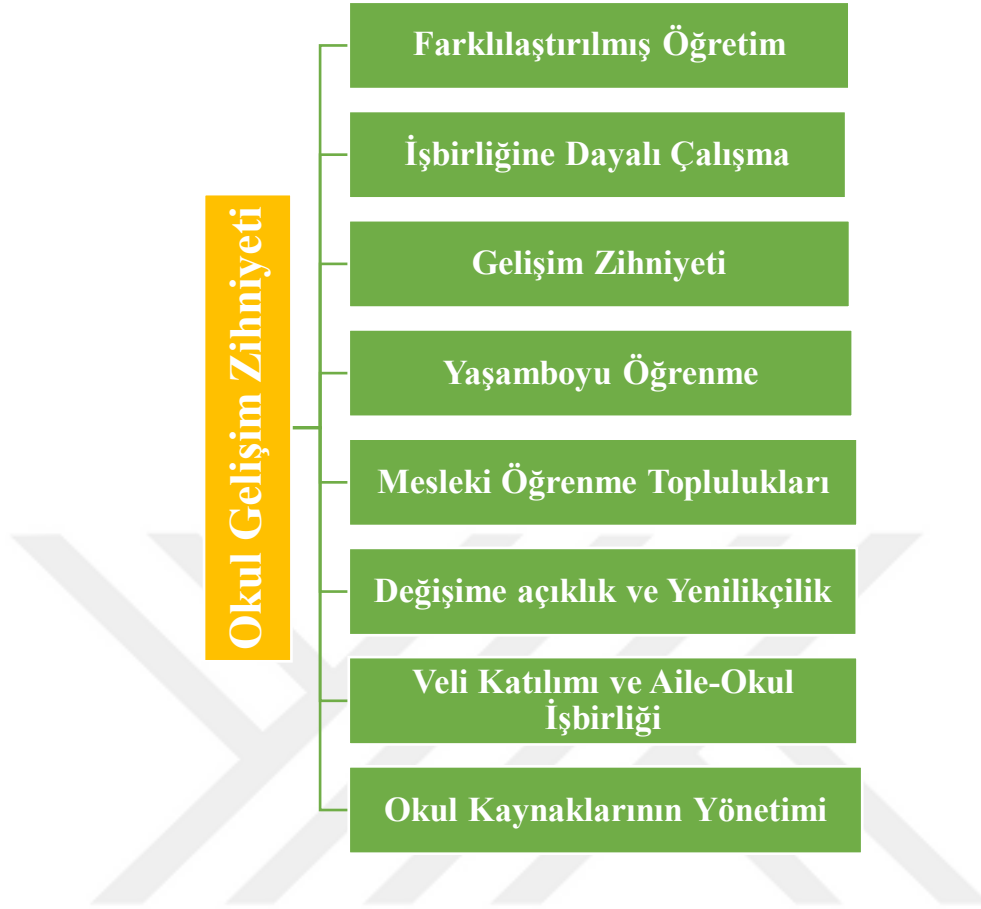 Okul Gelişim Zihniyeti
Farklılaştırılmış Öğretim
İşbirliğine Dayalı Çalışma
Gelişim Zihniyeti
Yaşamboyu Öğrenme
Mesleki Öğrenme Toplulukları
Değişime açıklık ve Yenilikçilik
Veli Katılımı ve Aile-Okul
İşbirliği
Okul Kaynaklarının Yönetimi